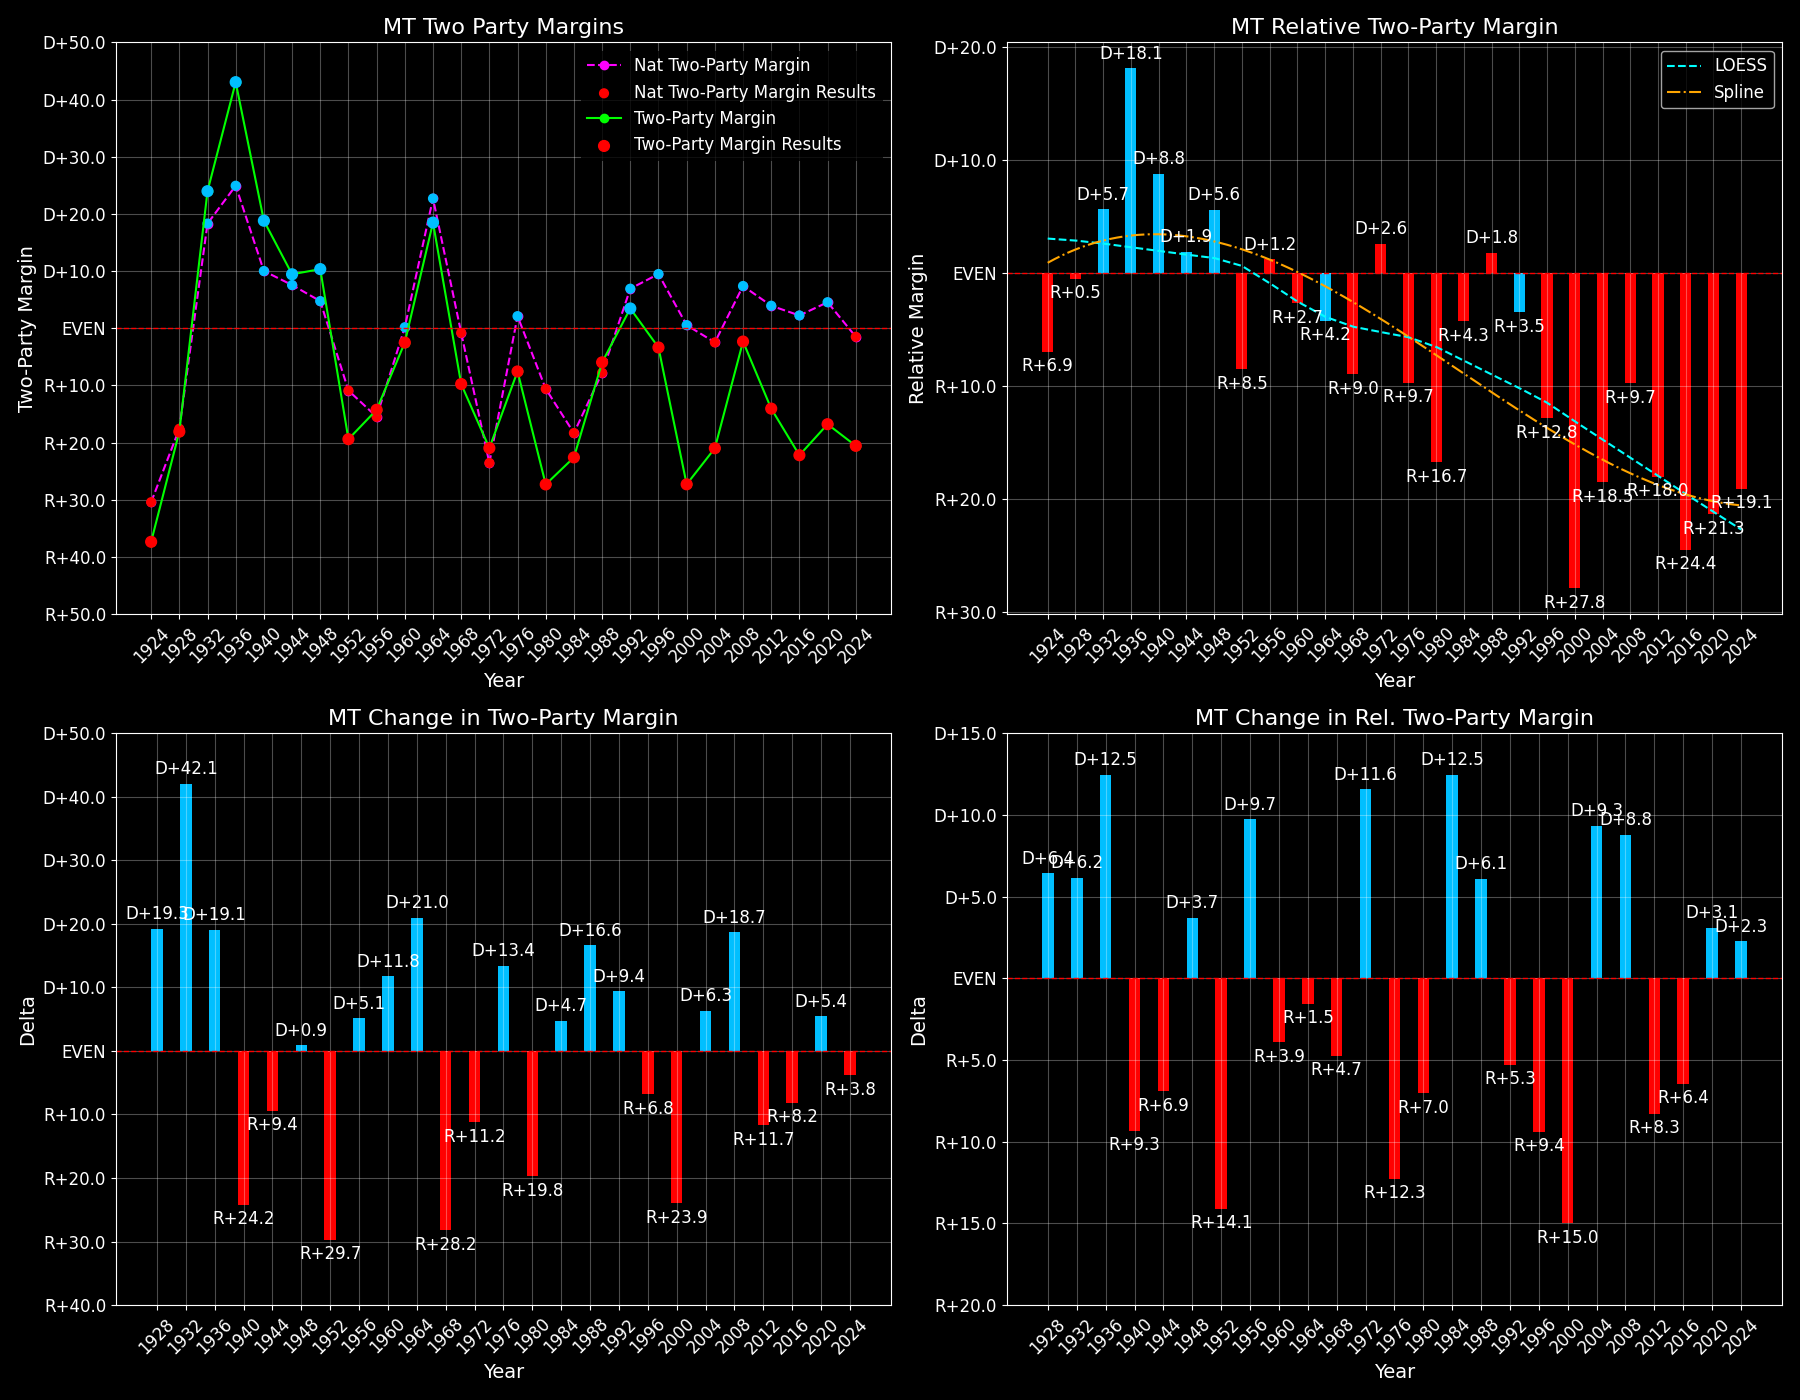 MT Two Party Margins
D+50.0
D+40.0
D+30.0
D+20.0
D+10.0
EVEN
R+10.0
R+20.0
R+30.0
R+40.0
R+50.0
Two-Party Margin
Nat Two-Party Margin
Nat Two-Party Margin Results
Two-Party Margin
Two-Party Margin Results
1924 1928 1932 1936 1940 1944 1948 1952 1956 1960 1964 1968 1972 1976 1980 1984 1988 1992 1996 2000 2004 2008 2012 2016 2020 2024
Year
MT Relative Two-Party Margin
D+20.0
D+10.0
EVEN
R+10.0
R+20.0
R+30.0
Relative Margin
LOESS
Spline
R+6.9
R+0.5
D+5.7
D+18.1
D+8.8
D+1.9
D+5.6
R+8.5
D+1.2
R+2.7
R+4.2
R+9.0
D+2.6
R+9.7
R+16.7
R+4.3
D+1.8
R+3.5
R+12.8
R+27.8
R+18.5
R+9.7
R+18.0
R+24.4
R+21.3
R+19.1
1924 1928 1932 1936 1940 1944 1948 1952 1956 1960 1964 1968 1972 1976 1980 1984 1988 1992 1996 2000 2004 2008 2012 2016 2020 2024
Year
MT Change in Two-Party Margin
D+50.0
D+40.0
D+30.0
D+20.0
D+10.0
EVEN
R+10.0
R+20.0
R+30.0
R+40.0
Delta
D+19.3
D+42.1
D+19.1
R+24.2
R+9.4
D+0.9
R+29.7
D+5.1
D+11.8
D+21.0
R+28.2
R+11.2
D+13.4
R+19.8
D+4.7
D+16.6
D+9.4
R+6.8
R+23.9
D+6.3
D+18.7
R+11.7
R+8.2
D+5.4
R+3.8
1928 1932 1936 1940 1944 1948 1952 1956 1960 1964 1968 1972 1976 1980 1984 1988 1992 1996 2000 2004 2008 2012 2016 2020 2024
Year
MT Change in Rel. Two-Party Margin
D+15.0
D+10.0
D+5.0
EVEN
R+5.0
R+10.0
R+15.0
R+20.0
Delta
D+6.4
D+6.2
D+12.5
R+9.3
R+6.9
D+3.7
R+14.1
D+9.7
R+3.9
R+1.5
R+4.7
D+11.6
R+12.3
R+7.0
D+12.5
D+6.1
R+5.3
R+9.4
R+15.0
D+9.3
D+8.8
R+8.3
R+6.4
D+3.1
D+2.3
1928 1932 1936 1940 1944 1948 1952 1956 1960 1964 1968 1972 1976 1980 1984 1988 1992 1996 2000 2004 2008 2012 2016 2020 2024
Year